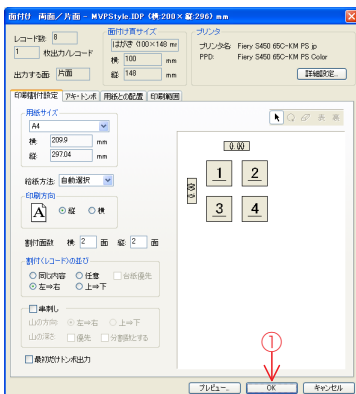 面付け 両面／片面 - MVPStyle.IDP (横:200×縦:296) mm
レコード数 8
1 枚出力/レコード
出力する面 片面
面付け頁サイズ
はがき (100×148 mm
横 100 mm
縦 148 mm
プリンタ
プリンタ名 Fiery S450 65C-KM PS jp
PPD: Fiery S450 65C-KM PS Color
詳細設定...
印刷割付設定 アキ・トンボ 用紙との配置 印刷範囲
用紙サイズ
A4
横: 209.9 mm
縦: 297.04 mm
給紙方法: 自動選択
印刷方向
A 縦 横
割付面数 横: 2 面 縦: 2 面
割付(レコード)の並び
同じ内容 任意 台紙優先
左⇒右 上⇒下
串刺し
山の方向 左⇒右 上⇒下
山の深さ 優先 分割数とする
最初だけトンボ出力
表 裏
0.00
0.00
1 2
3 4
①
プレビュー... OK キャンセル